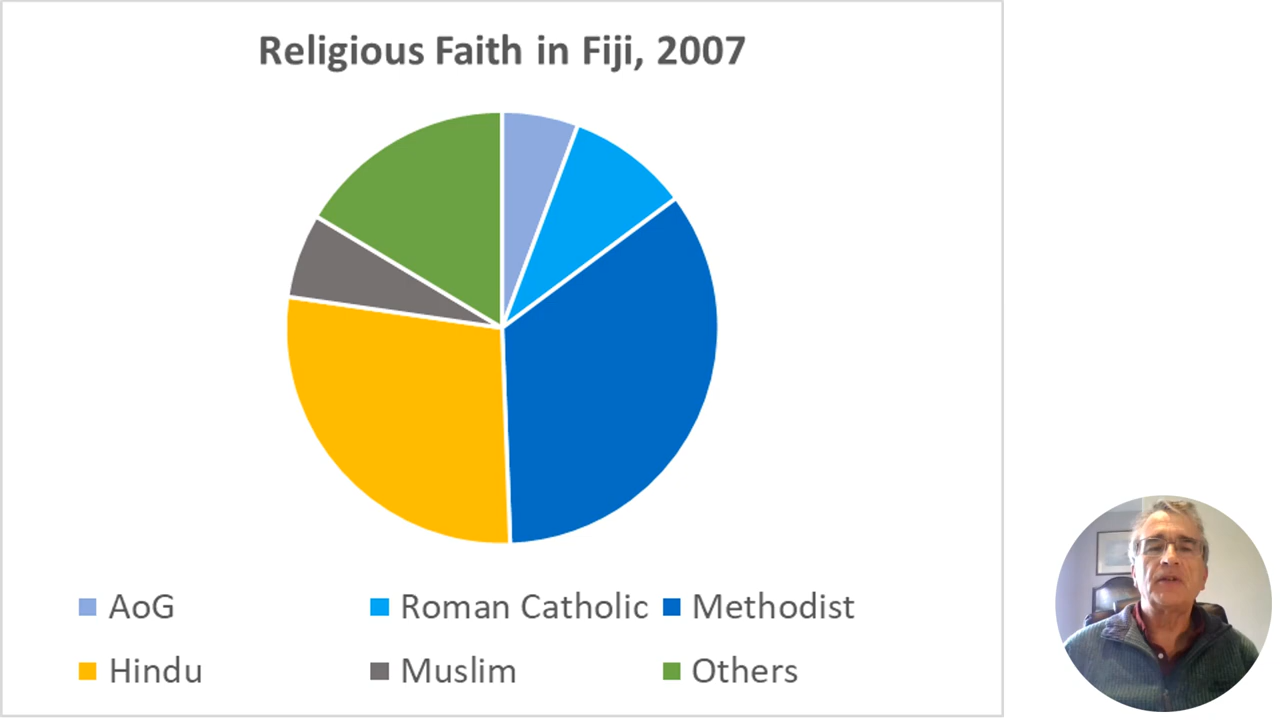 Religious Faith in Fiji, 2007
AoG Roman Catholic Methodist
Hindu Muslim Others